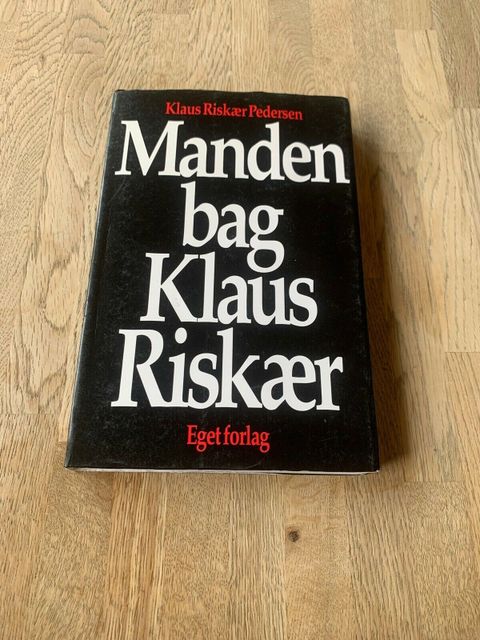 Klaus Riskær Pedersen
Manden
bag
Klaus
Riskær
Eget forlag